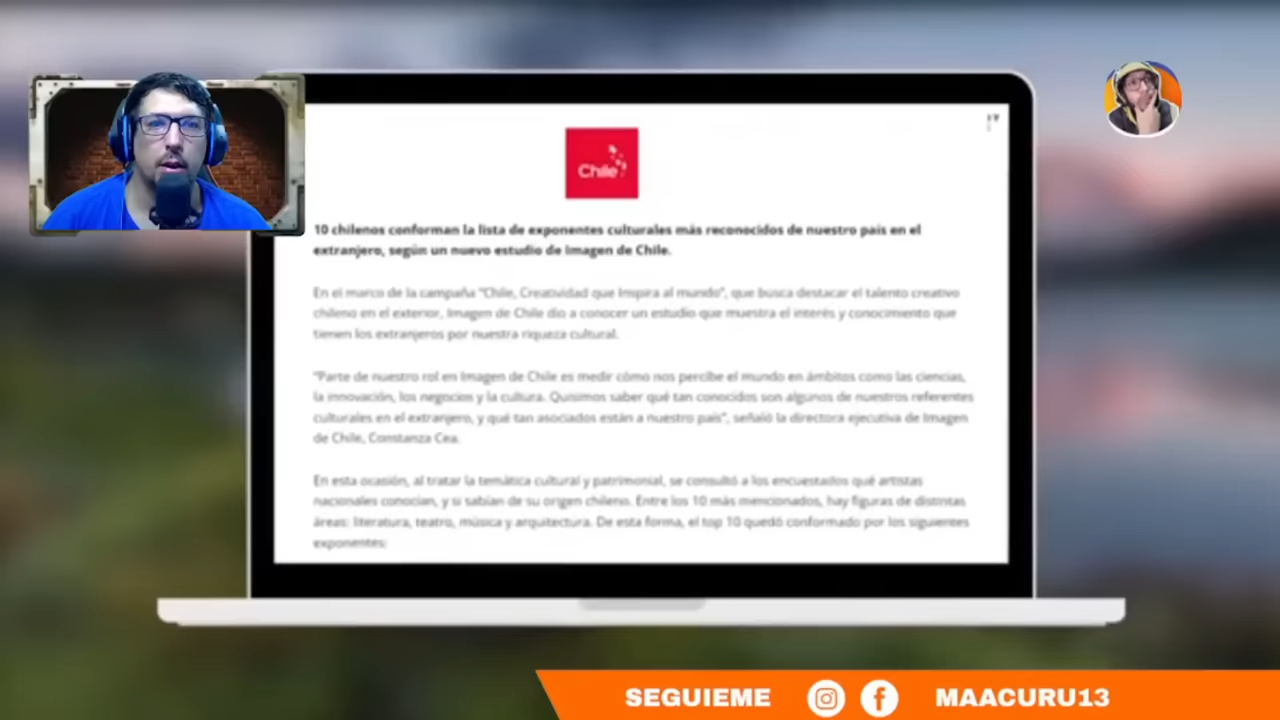 Chile
10 chilenos conforman la lista de exponentes culturales más reconocidos de nuestro país en el
extranjero, según un nuevo estudio de Imagen de Chile.
En el marco de la campaña "Chile, Creatividad que Inspira al mundo", que busca destacar el talento creativo
chileno en el exterior, Imagen de Chile dio a conocer un estudio que muestra el interés y conocimiento que
tienen los extranjeros por nuestra riqueza cultural.
"Parte de nuestro rol en Imagen de Chile es medir cómo nos percibe el mundo en ámbitos como las ciencias,
la innovación, los negocios y la cultura. Quisimos saber qué tan conocidos son algunos de nuestros referentes
culturales en el extranjero, y qué tan asociados están a nuestro país", señaló la directora ejecutiva de Imagen
de Chile, Constanza Cea.
En esta ocasión, al tratar la temática cultural y patrimonial, se consultó a los encuestados qué artistas
nacionales conocían, y si sabían de su origen chileno. Entre los 10 más mencionados, hay figuras de distintas
áreas: literatura, teatro, música y arquitectura. De esta forma, el top 10 quedó conformado por los siguientes
exponentes:
SEGUIEME MAACURU13